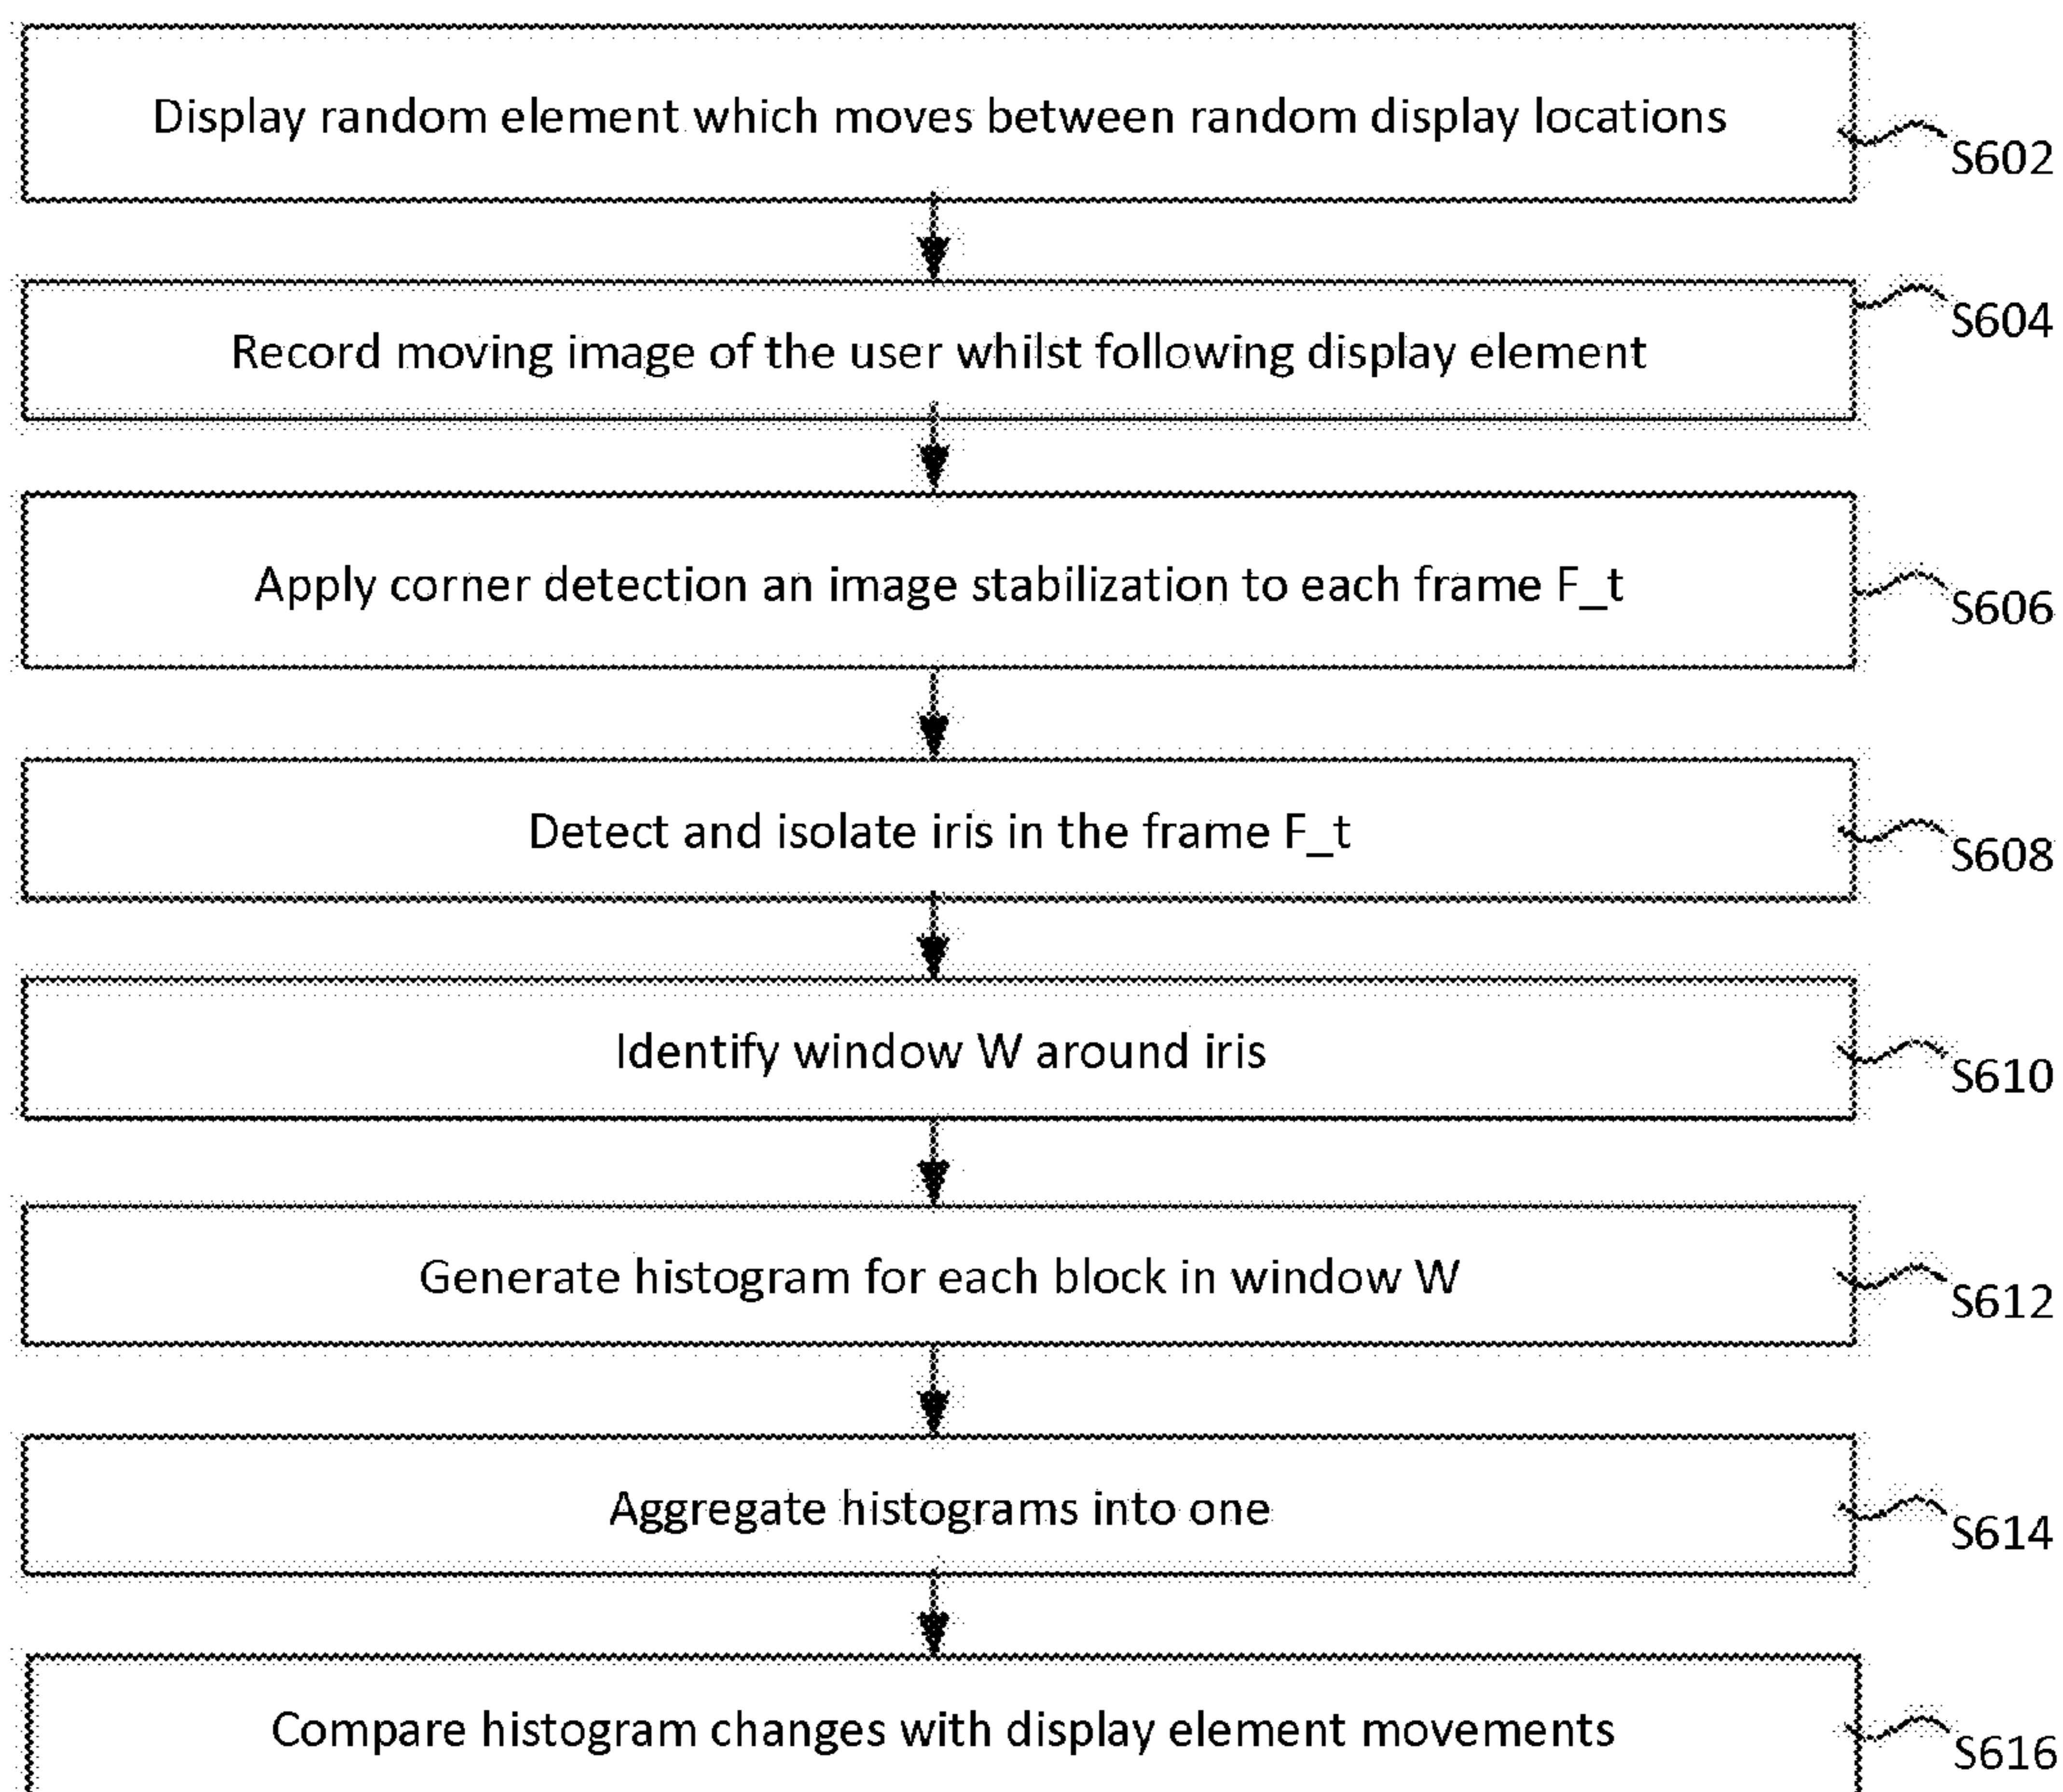 Display random element which moves between random display locations
S602
Record moving image of the user whilst following display element
S604
Apply corner detection an image stabilization to each frame F_t
S606
Detect and isolate iris in the frame F_t
S608
Identify window W around iris
S610
Generate histogram for each block in window W
S612
Aggregate histograms into one
S614
Compare histogram changes with display element movements
S616